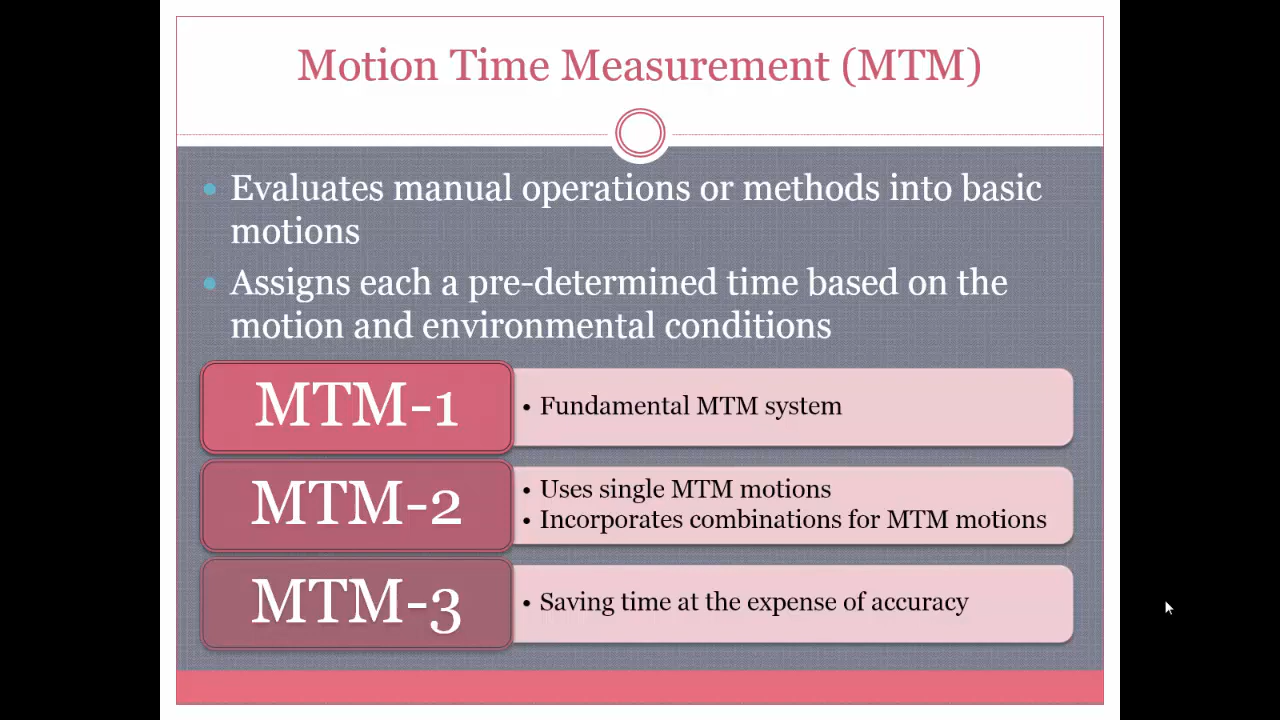 Motion Time Measurement (MTM)
• Evaluates manual operations or methods into basic
motions
• Assigns each a pre-determined time based on the
motion and environmental conditions
MTM-1
• Fundamental MTM system
MTM-2
• Uses single MTM motions
• Incorporates combinations for MTM motions
MTM-3
• Saving time at the expense of accuracy